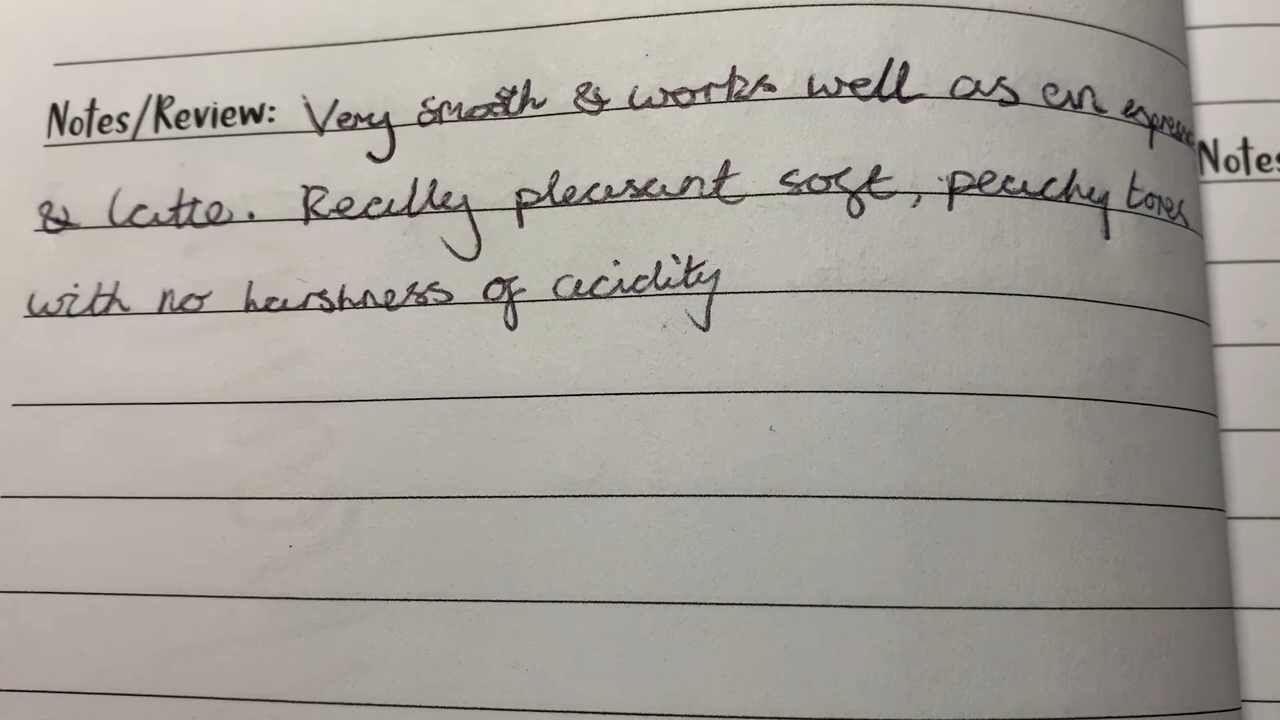 Notes/Review: Very smooth & works well as an espresso
& latte. Really pleasant soft, peachy tones
with no harshness of acidity
Notes